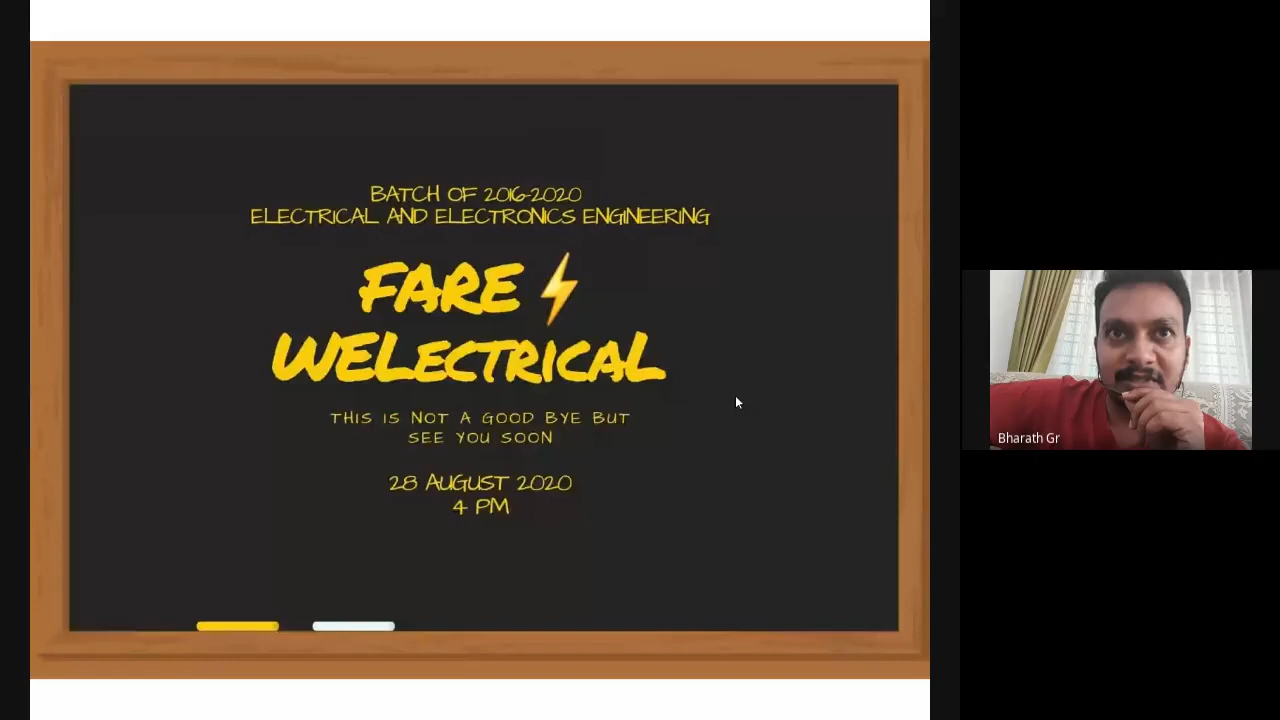 BATCH OF 2016-2020
ELECTRICAL AND ELECTRONICS ENGINEERING
FARE⚡
WELECTRICAL
THIS IS NOT A GOOD BYE BUT
SEE YOU SOON
28 AUGUST 2020
4 PM
Bharath Gr